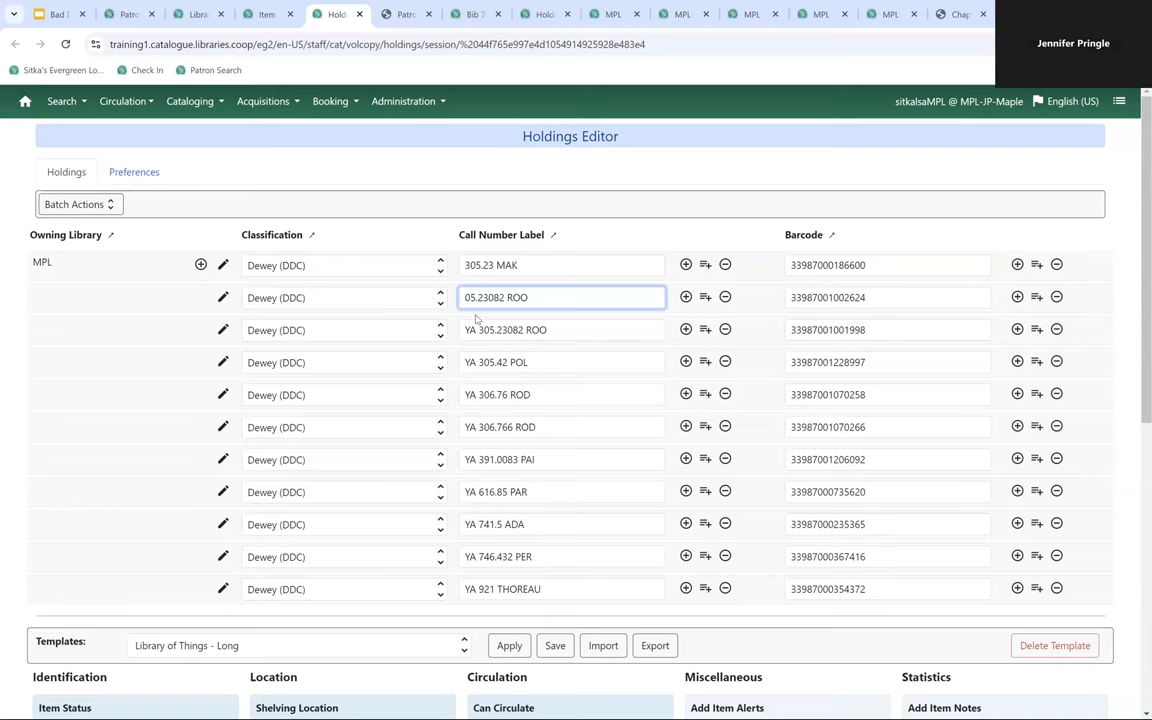 Bad D
Patro
Libra
Item
Hold
Patro
Bib 7
Hold
MPL
MPL
MPL
MPL
MPL
Chap
training1.catalogue.libraries.coop/eg2/en-US/staff/cat/volcopy/holdings/session/%2044f765e997e4d1054914925928e483e4
Jennifer Pringle
Sitka's Evergreen Lo... Check In Patron Search
Search Circulation Cataloging Acquisitions Booking Administration sitkalsaMPL @ MPL-JP-Maple English (US)
Holdings Editor
Holdings Preferences
Batch Actions
Owning Library Classification Call Number Label Barcode
MPL Dewey (DDC) 305.23 MAK 33987000186600
Dewey (DDC) 05.23082 ROO 33987001002624
Dewey (DDC) YA 305.23082 ROO 33987001001998
Dewey (DDC) YA 305.42 POL 33987001228997
Dewey (DDC) YA 306.76 ROD 33987001070258
Dewey (DDC) YA 306.766 ROD 33987001070266
Dewey (DDC) YA 391.0083 PAI 33987001206092
Dewey (DDC) YA 616.85 PAR 33987000735620
Dewey (DDC) YA 741.5 ADA 33987000235365
Dewey (DDC) YA 746.432 PER 33987000367416
Dewey (DDC) YA 921 THOREAU 33987000354372
Templates: Library of Things - Long Apply Save Import Export Delete Template
Identification Location Circulation Miscellaneous Statistics
Item Status Shelving Location Can Circulate Add Item Alerts Add Item Notes